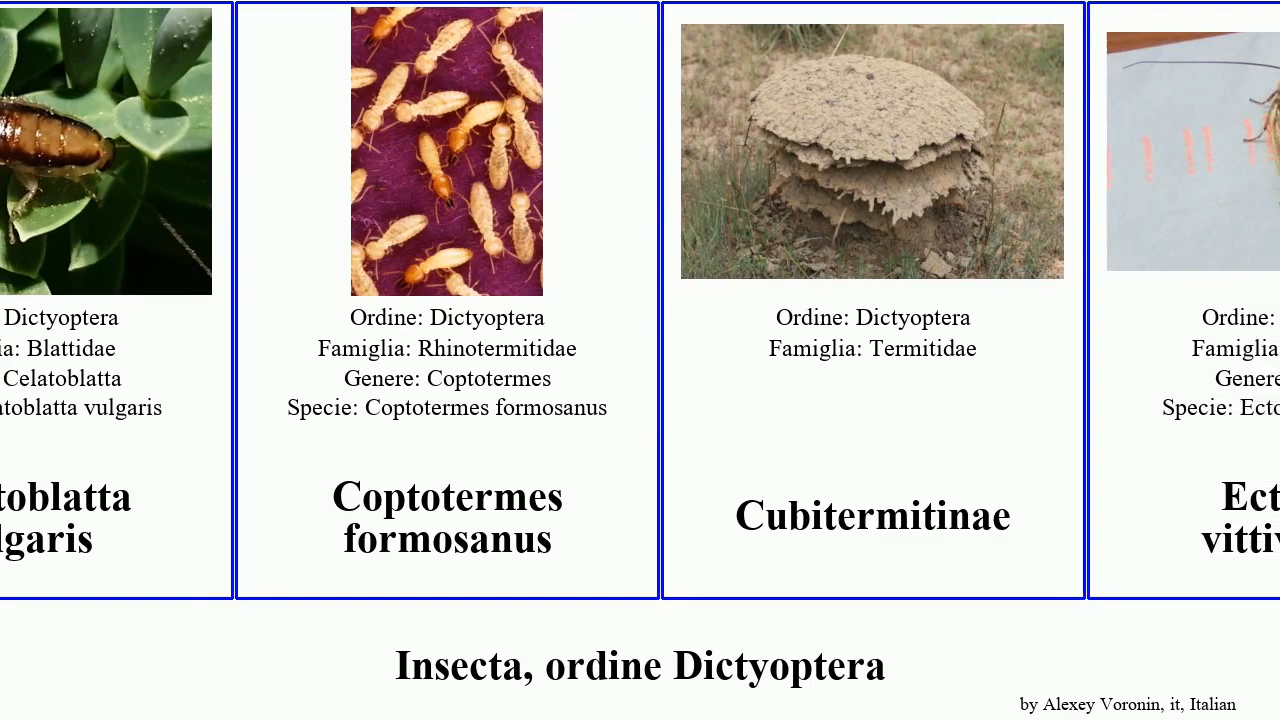 Dictyoptera
ia: Blattidae
Celatoblatta
atoblatta vulgaris
toblatta
lgaris
Ordine: Dictyoptera
Famiglia: Rhinotermitidae
Genere: Coptotermes
Specie: Coptotermes formosanus
Coptotermes
formosanus
Ordine: Dictyoptera
Famiglia: Termitidae
Cubitermitinae
Ordine:
Famiglia
Genere
Specie: Ecto
Ect
vittiv
Insecta, ordine Dictyoptera
by Alexey Voronin, it, Italian